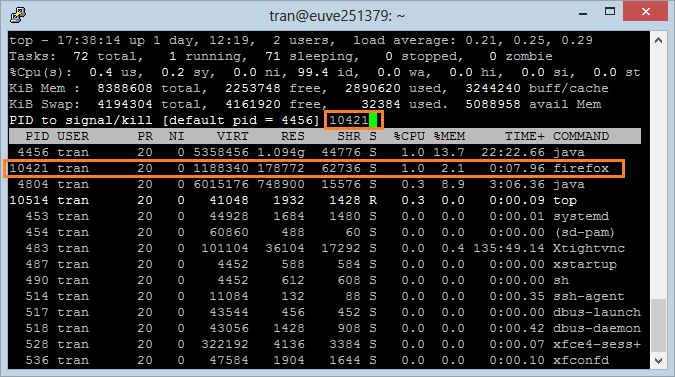 tran@euve251379: ~
top - 17:38:14 up 1 day, 12:19, 2 users, load average: 0.21, 0.25, 0.29
Tasks: 72 total, 1 running, 71 sleeping, 0 stopped, 0 zombie
%Cpu(s): 0.4 us, 0.2 sy, 0.0 ni, 99.4 id, 0.0 wa, 0.0 hi, 0.0 si, 0.0 st
KiB Mem : 8388608 total, 2253748 free, 2890620 used, 3244240 buff/cache
KiB Swap: 4194304 total, 4161920 free, 32384 used. 5088958 avail Mem
PID to signal/kill [default pid = 4456] 10421
PID USER PR NI VIRT RES SHR S %CPU %MEM TIME+ COMMAND
4456 tran 20 0 5358456 1.094g 44776 S 1.0 13.7 22:22.66 java
10421 tran 20 0 1188340 178772 62736 S 1.0 2.1 0:07.96 firefox
4804 tran 20 0 6015176 748900 15576 S 0.3 8.9 3:06.36 java
10514 tran 20 0 41048 1932 1428 R 0.3 0.0 0:00.09 top
453 tran 20 0 44928 1684 1480 S 0.0 0.0 0:00.01 systemd
454 tran 20 0 60860 488 60 S 0.0 0.0 0:00.00 (sd-pam)
483 tran 20 0 101104 36104 17292 S 0.0 0.4 135:49.14 Xtightvnc
487 tran 20 0 4452 588 584 S 0.0 0.0 0:00.00 xstartup
490 tran 20 0 4452 612 608 S 0.0 0.0 0:00.00 sh
514 tran 20 0 11084 132 88 S 0.0 0.0 0:00.35 ssh-agent
517 tran 20 0 43544 456 452 S 0.0 0.0 0:00.00 dbus-launch
518 tran 20 0 43056 1428 908 S 0.0 0.0 0:00.42 dbus-daemon
528 tran 20 0 322192 4136 3384 S 0.0 0.0 0:00.07 xfce4-sess+
536 tran 20 0 47584 1904 1644 S 0.0 0.0 0:00.10 xfconfd